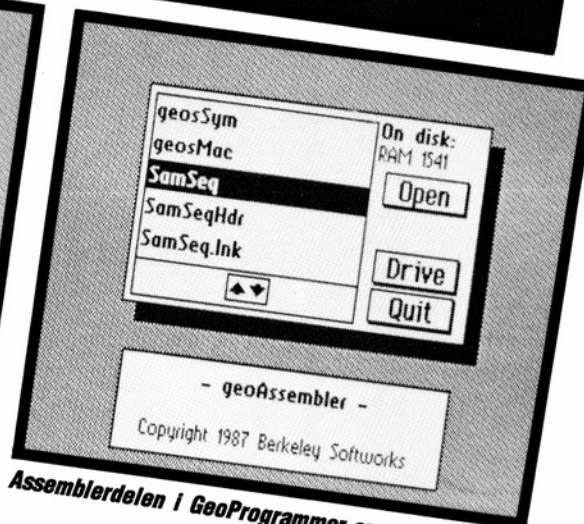 geosSym
geosMac
SamSeq
SamSeqHdr
SamSeq.lnk
On disk:
RAM 1541
Open
Drive
Quit
- geoAssembler -
Copyright 1987 Berkeley Softworks
Assemblerdelen i GeoProgrammer